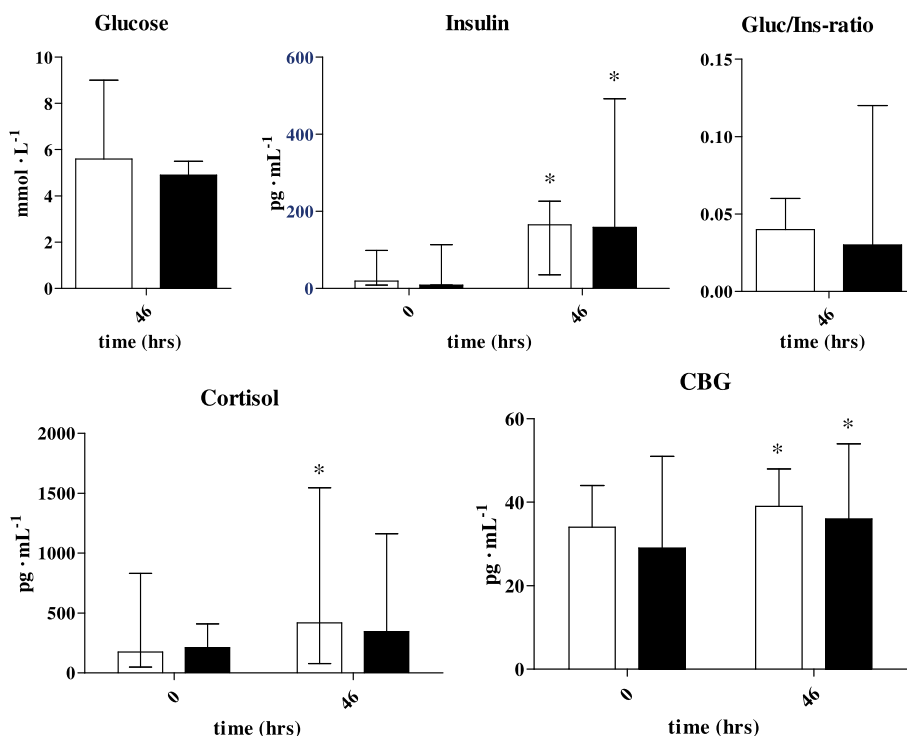 Glucose
10
8
6
4
2
0
mmol · L⁻¹
46
time (hrs)
Insulin
600
400
200
0
pg · mL⁻¹
*
*
0
46
time (hrs)
Gluc/Ins-ratio
0.15
0.10
0.05
0.00
46
time (hrs)
Cortisol
2000
1500
1000
500
0
pg · mL⁻¹
*
0
46
time (hrs)
CBG
60
40
20
0
pg · mL⁻¹
*
*
0
46
time (hrs)